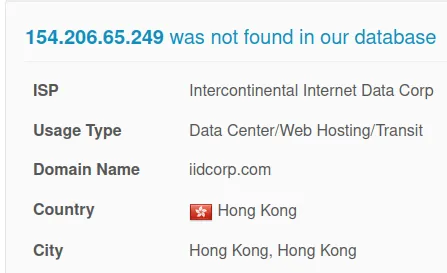 154.206.65.249 was not found in our database
ISP Intercontinental Internet Data Corp
Usage Type Data Center/Web Hosting/Transit
Domain Name iidcorp.com
Country Hong Kong
City Hong Kong, Hong Kong